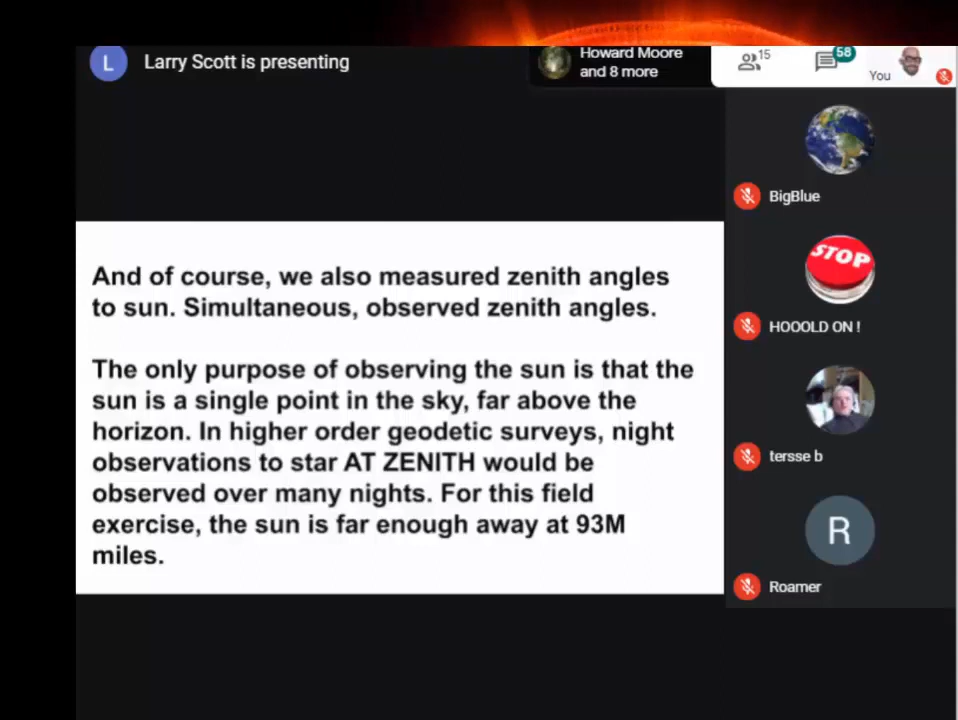 L
Larry Scott is presenting
Howard Moore
and 8 more
15
58
You
And of course, we also measured zenith angles
to sun. Simultaneous, observed zenith angles.
The only purpose of observing the sun is that the
sun is a single point in the sky, far above the
horizon. In higher order geodetic surveys, night
observations to star AT ZENITH would be
observed over many nights. For this field
exercise, the sun is far enough away at 93M
miles.
BigBlue
STOP
HOOOLD ON !
tersse b
R
Roamer